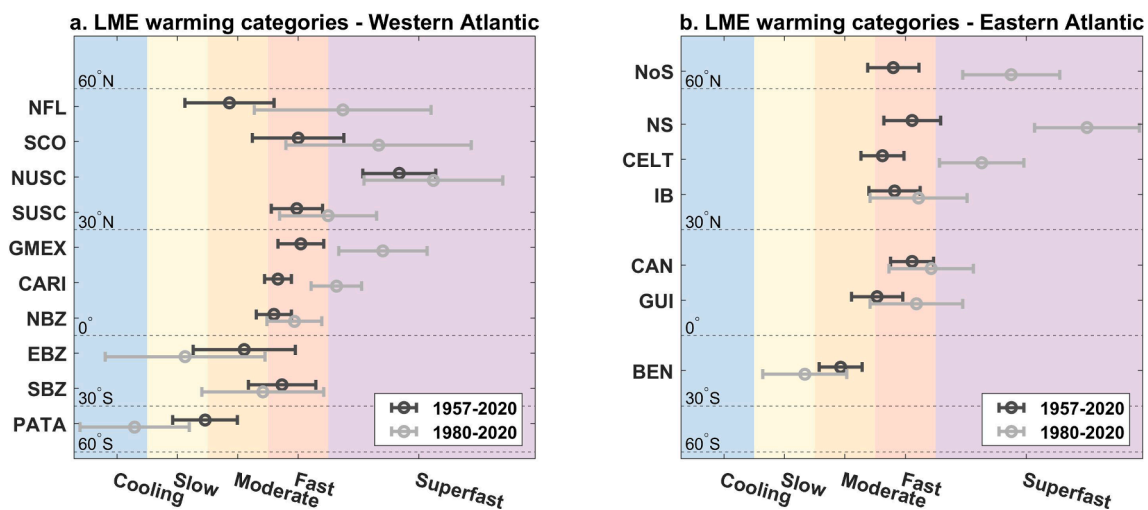 a. LME warming categories - Western Atlantic
60°N
NFL
SCO
NUSC
SUSC
30°N
GMEX
CARI
NBZ
0°
EBZ
SBZ
30°S
PATA
60°S
1957-2020
1980-2020
Cooling
Slow
Moderate
Fast
Superfast
b. LME warming categories - Eastern Atlantic
NoS
60°N
NS
CELT
IB
30°N
CAN
GUI
0°
BEN
30°S
60°S
1957-2020
1980-2020
Cooling
Slow
Moderate
Fast
Superfast